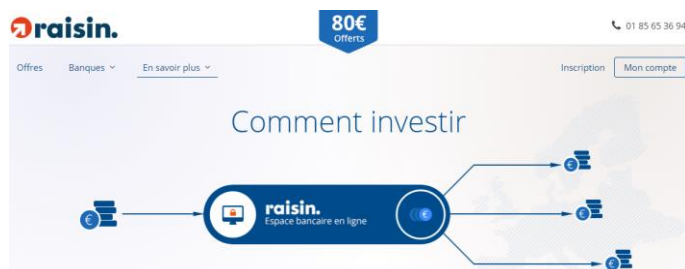 raisin.
80€
Offerts
01 85 65 36 94
Offres
Banques
En savoir plus
Inscription
Mon compte
Comment investir
€
€
raisin.
Espace bancaire en ligne
€
€
€